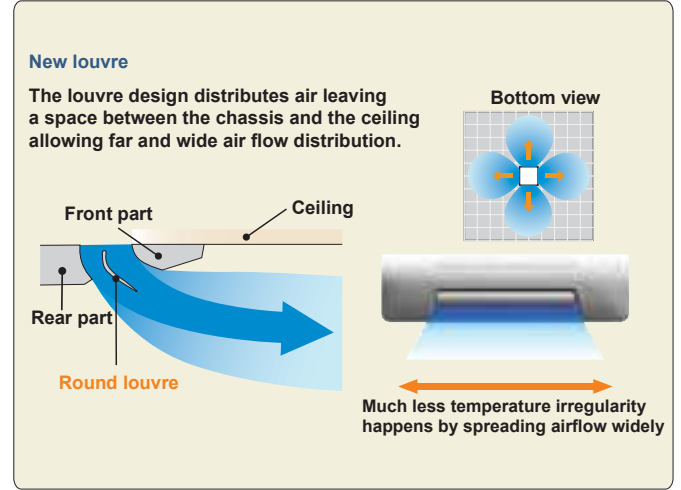 New louvre
The louvre design distributes air leaving
a space between the chassis and the ceiling
allowing far and wide air flow distribution.
Bottom view
Front part
Ceiling
Rear part
Round louvre
Much less temperature irregularity
happens by spreading airflow widely